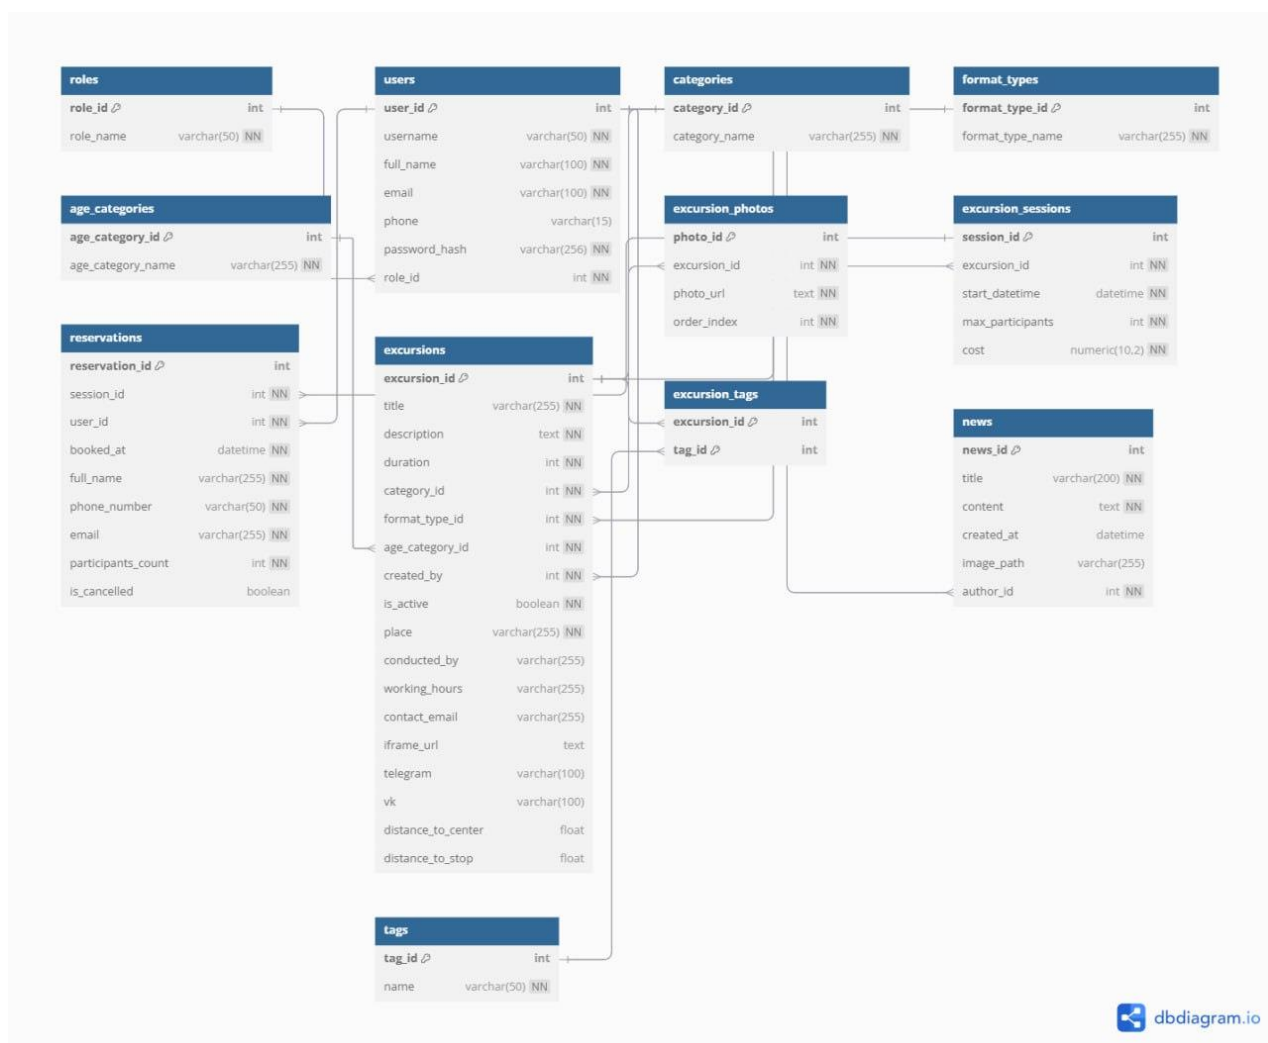 roles
role_id int
role_name varchar(50) NN
users
user_id int
username varchar(50) NN
full_name varchar(100) NN
email varchar(100) NN
phone varchar(15)
password_hash varchar(256) NN
role_id int NN
categories
category_id int
category_name varchar(255) NN
format_types
format_type_id int
format_type_name varchar(255) NN
age_categories
age_category_id int
age_category_name varchar(255) NN
excursion_photos
photo_id int
excursion_id int NN
photo_url text NN
order_index int NN
excursion_sessions
session_id int
excursion_id int NN
start_datetime datetime NN
max_participants int NN
cost numeric(10,2) NN
reservations
reservation_id int
session_id int NN
user_id int NN
booked_at datetime NN
full_name varchar(255) NN
phone_number varchar(50) NN
email varchar(255) NN
participants_count int NN
is_cancelled boolean
excursions
excursion_id int
title varchar(255) NN
description text NN
duration int NN
category_id int NN
format_type_id int NN
age_category_id int NN
created_by int NN
is_active boolean NN
place varchar(255) NN
conducted_by varchar(255)
working_hours varchar(255)
contact_email varchar(255)
iframe_url text
telegram varchar(100)
vk varchar(100)
distance_to_center float
distance_to_stop float
excursion_tags
excursion_id int
tag_id int
news
news_id int
title varchar(200) NN
content text NN
created_at datetime
image_path varchar(255)
author_id int NN
tags
tag_id int
name varchar(50) NN
dbdiagram.io